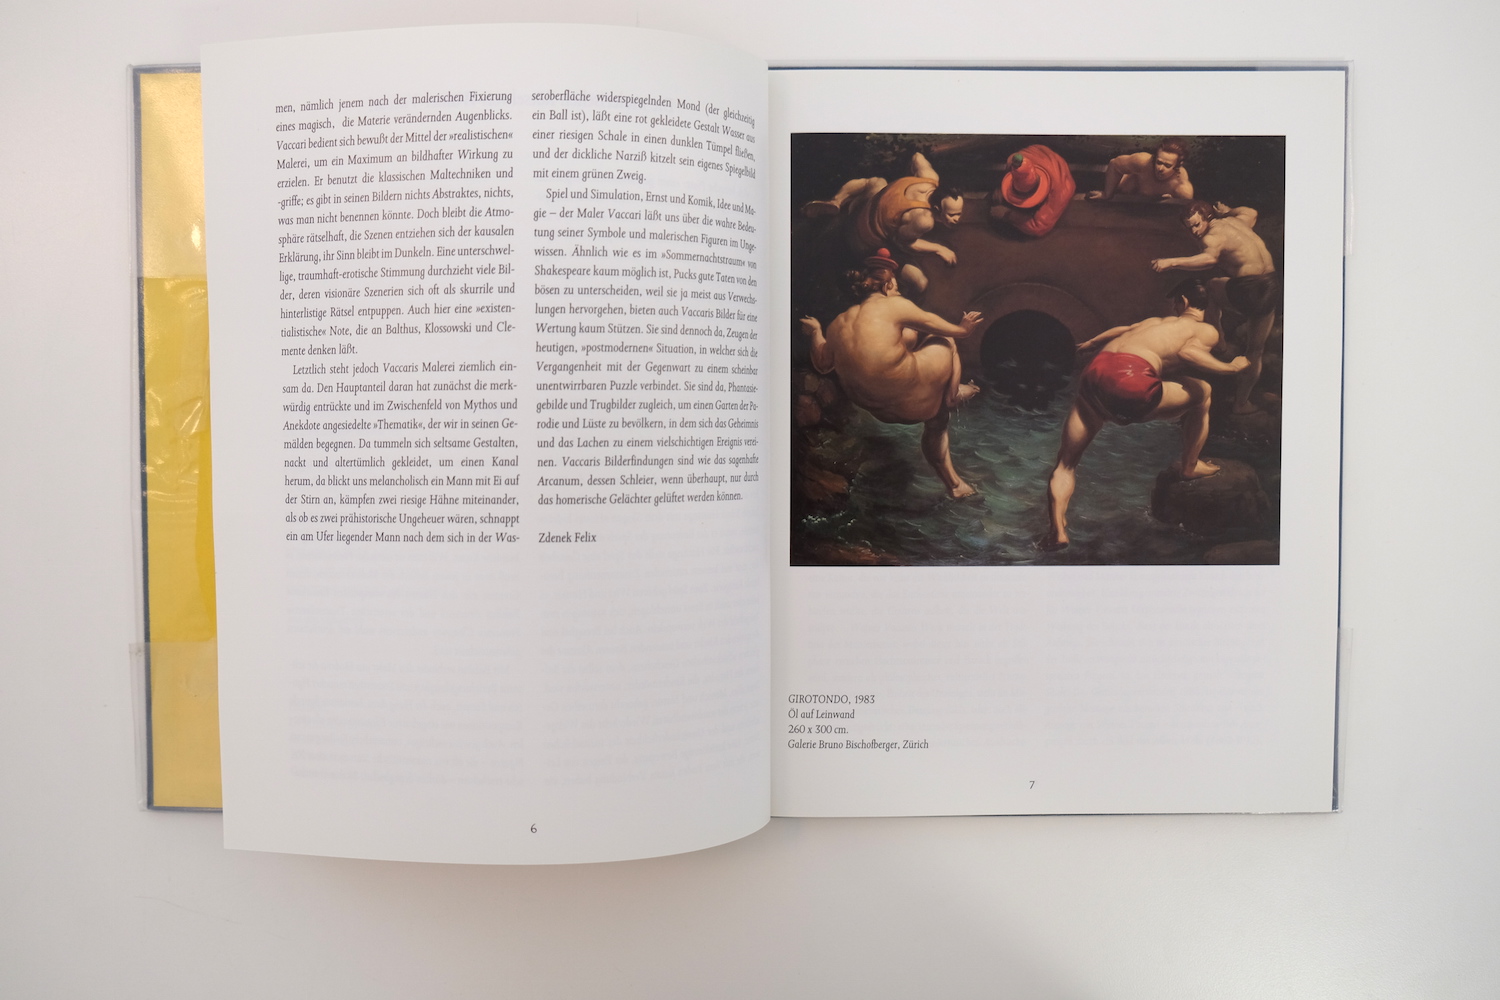 men, nämlich jenem nach der malerischen Fixierung
eines magisch, die Materie verändernden Augenblicks.
Vaccari bedient sich bewußt der Mittel der »realistischen«
Malerei, um ein Maximum an bildhafter Wirkung zu
erzielen. Er benutzt die klassischen Maltechniken und
-griffe; es gibt in seinen Bildern nichts Abstraktes, nichts,
was man nicht benennen könnte. Doch bleibt die Atmo-
sphäre rätselhaft, die Szenen entziehen sich der kausalen
Erklärung, ihr Sinn bleibt im Dunkeln. Eine unterschwel-
lige, traumhaft-erotische Stimmung durchzieht viele Bil-
der, deren visionäre Szenerien sich oft als skurrile und
hinterlistige Rätsel entpuppen. Auch hier eine »existen-
tialistische« Note, die an Balthus, Klossowski und Cle-
mente denken läßt.
Letztlich steht jedoch Vaccaris Malerei ziemlich ein-
sam da. Den Hauptanteil daran hat zunächst die merk-
würdig entrückte und im Zwischenfeld von Mythos und
Anekdote angesiedelte »Thematik«, der wir in seinen Ge-
mälden begegnen. Da tummeln sich seltsame Gestalten,
nackt und altertümlich gekleidet, um einen Kanal
herum, da blickt uns melancholisch ein Mann mit Ei auf
der Stirn an, kämpfen zwei riesige Hähne miteinander,
als ob es zwei prähistorische Ungeheuer wären, schnappt
ein am Ufer liegender Mann nach dem sich in der Was-
seroberfläche widerspiegelnden Mond (der gleichzeitig
ein Ball ist), läßt eine rot gekleidete Gestalt Wasser aus
einer riesigen Schale in einen dunklen Tümpel fließen,
und der dickliche Narziß kitzelt sein eigenes Spiegelbild
mit einem grünen Zweig.
Spiel und Simulation, Ernst und Komik, Idee und Ma-
gie – der Maler Vaccari läßt uns über die wahre Bedeu-
tung seiner Symbole und malerischen Figuren im Unge-
wissen. Ähnlich wie es im »Sommernachtstraum« von
Shakespeare kaum möglich ist, Pucks gute Taten von den
bösen zu unterscheiden, weil sie ja meist aus Verwechs-
lungen hervorgehen, bieten auch Vaccaris Bilder für eine
Wertung kaum Stützen. Sie sind dennoch da, Zeugen der
heutigen, »postmodernen« Situation, in welcher sich die
Vergangenheit mit der Gegenwart zu einem scheinbar
unentwirrbaren Puzzle verbindet. Sie sind da, Phantasie-
gebilde und Trugbilder zugleich, um einen Garten der Pa-
rodie und Lüste zu bevölkern, in dem sich das Geheimnis
und das Lachen zu einem vielschichtigen Ereignis verei-
nen. Vaccaris Bilderfindungen sind wie das sagenhafte
Arcanum, dessen Schleier, wenn überhaupt, nur durch
das homerische Gelächter gelüftet werden können.
Zdenek Felix
6
GIROTONDO, 1983
Öl auf Leinwand
260 x 300 cm.
Galerie Bruno Bischofberger, Zürich
7